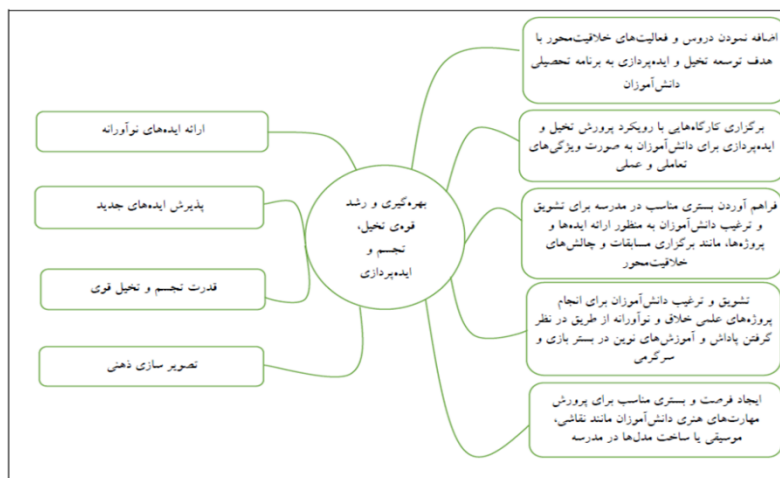 اضافه نمودن دروس و فعالیت‌های خلاقیت‌محور با
هدف توسعه تخیل و ایده‌پردازی به برنامه تحصیلی
دانش‌آموزان
برگزاری کارگاه‌هایی با رویکرد پرورش تخیل و
ایده‌پردازی برای دانش‌آموزان به صورت ویژگی‌های
تعاملی و عملی
فراهم آوردن بستری مناسب در مدرسه برای تشویق
و ترغیب دانش‌آموزان به منظور ارائه ایده‌ها و
پروژه‌ها، مانند برگزاری مسابقات و چالش‌های
خلاقیت‌محور
تشویق و ترغیب دانش‌آموزان برای انجام
پروژه‌های علمی خلاق و نوآورانه از طریق در نظر
گرفتن پاداش و آموزش‌های نوین در بستر بازی و
سرگرمی
ایجاد فرصت و بستری مناسب برای پرورش
مهارت‌های هنری دانش‌آموزان مانند نقاشی،
موسیقی یا ساخت مدل‌ها در مدرسه
بهره‌گیری و رشد
قوه‌ی تخیل،
تجسم و
ایده‌پردازی
ارائه ایده‌های نوآورانه
پذیرش ایده‌های جدید
قدرت تجسم و تخیل قوی
تصویر سازی ذهنی